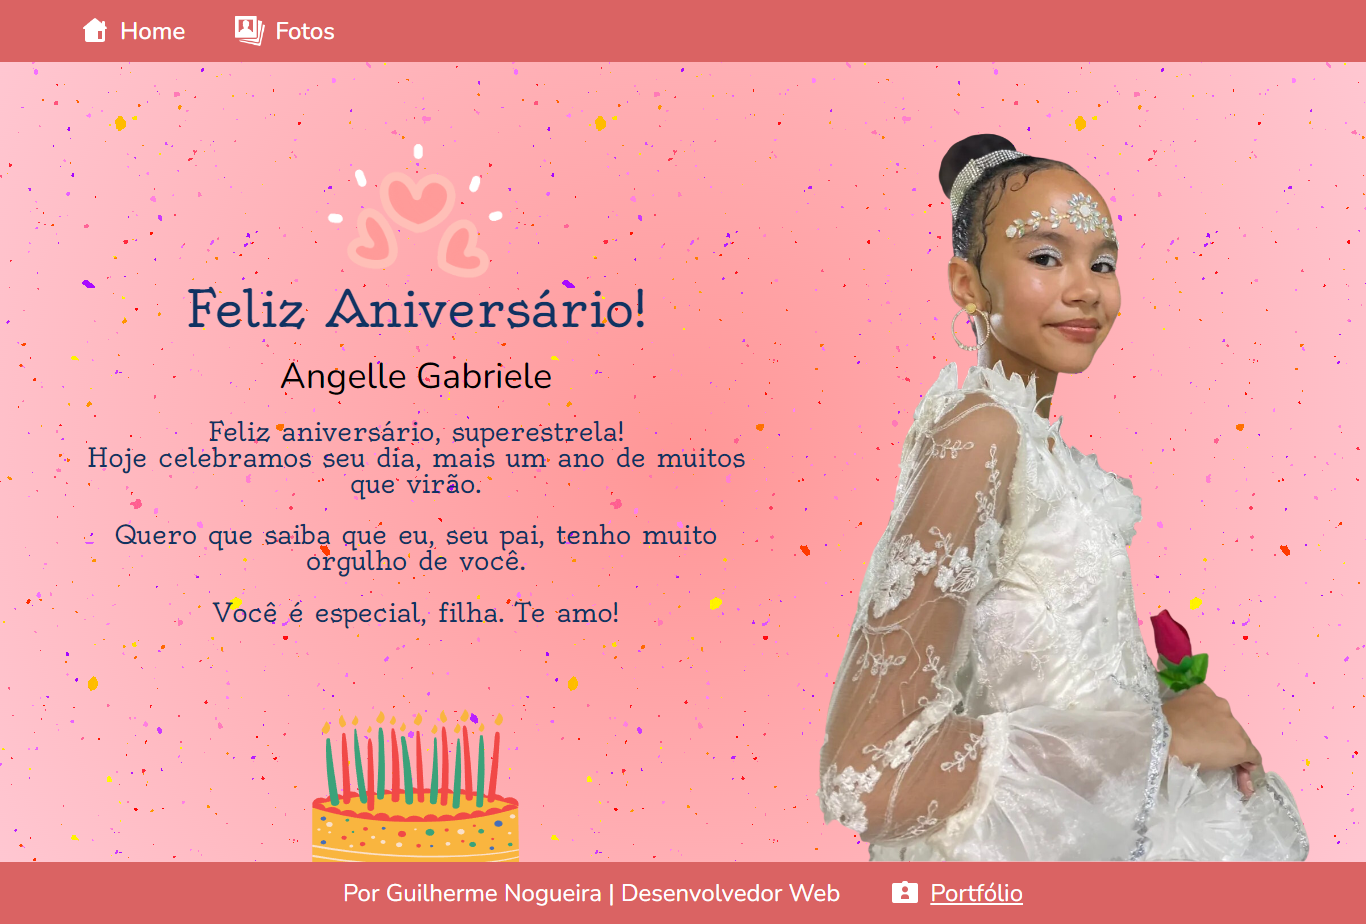 Home Fotos
Feliz Aniversário!
Angelle Gabriele
Feliz aniversário, superestrela!
Hoje celebramos seu día, mais um ano de muitos
que virão.
Quero que saiba que eu, seu pai, tenho muito
orgulho de você.
Você é especial, filha. Te amo!
Por Guilherme Nogueira | Desenvolvedor Web Portfólio